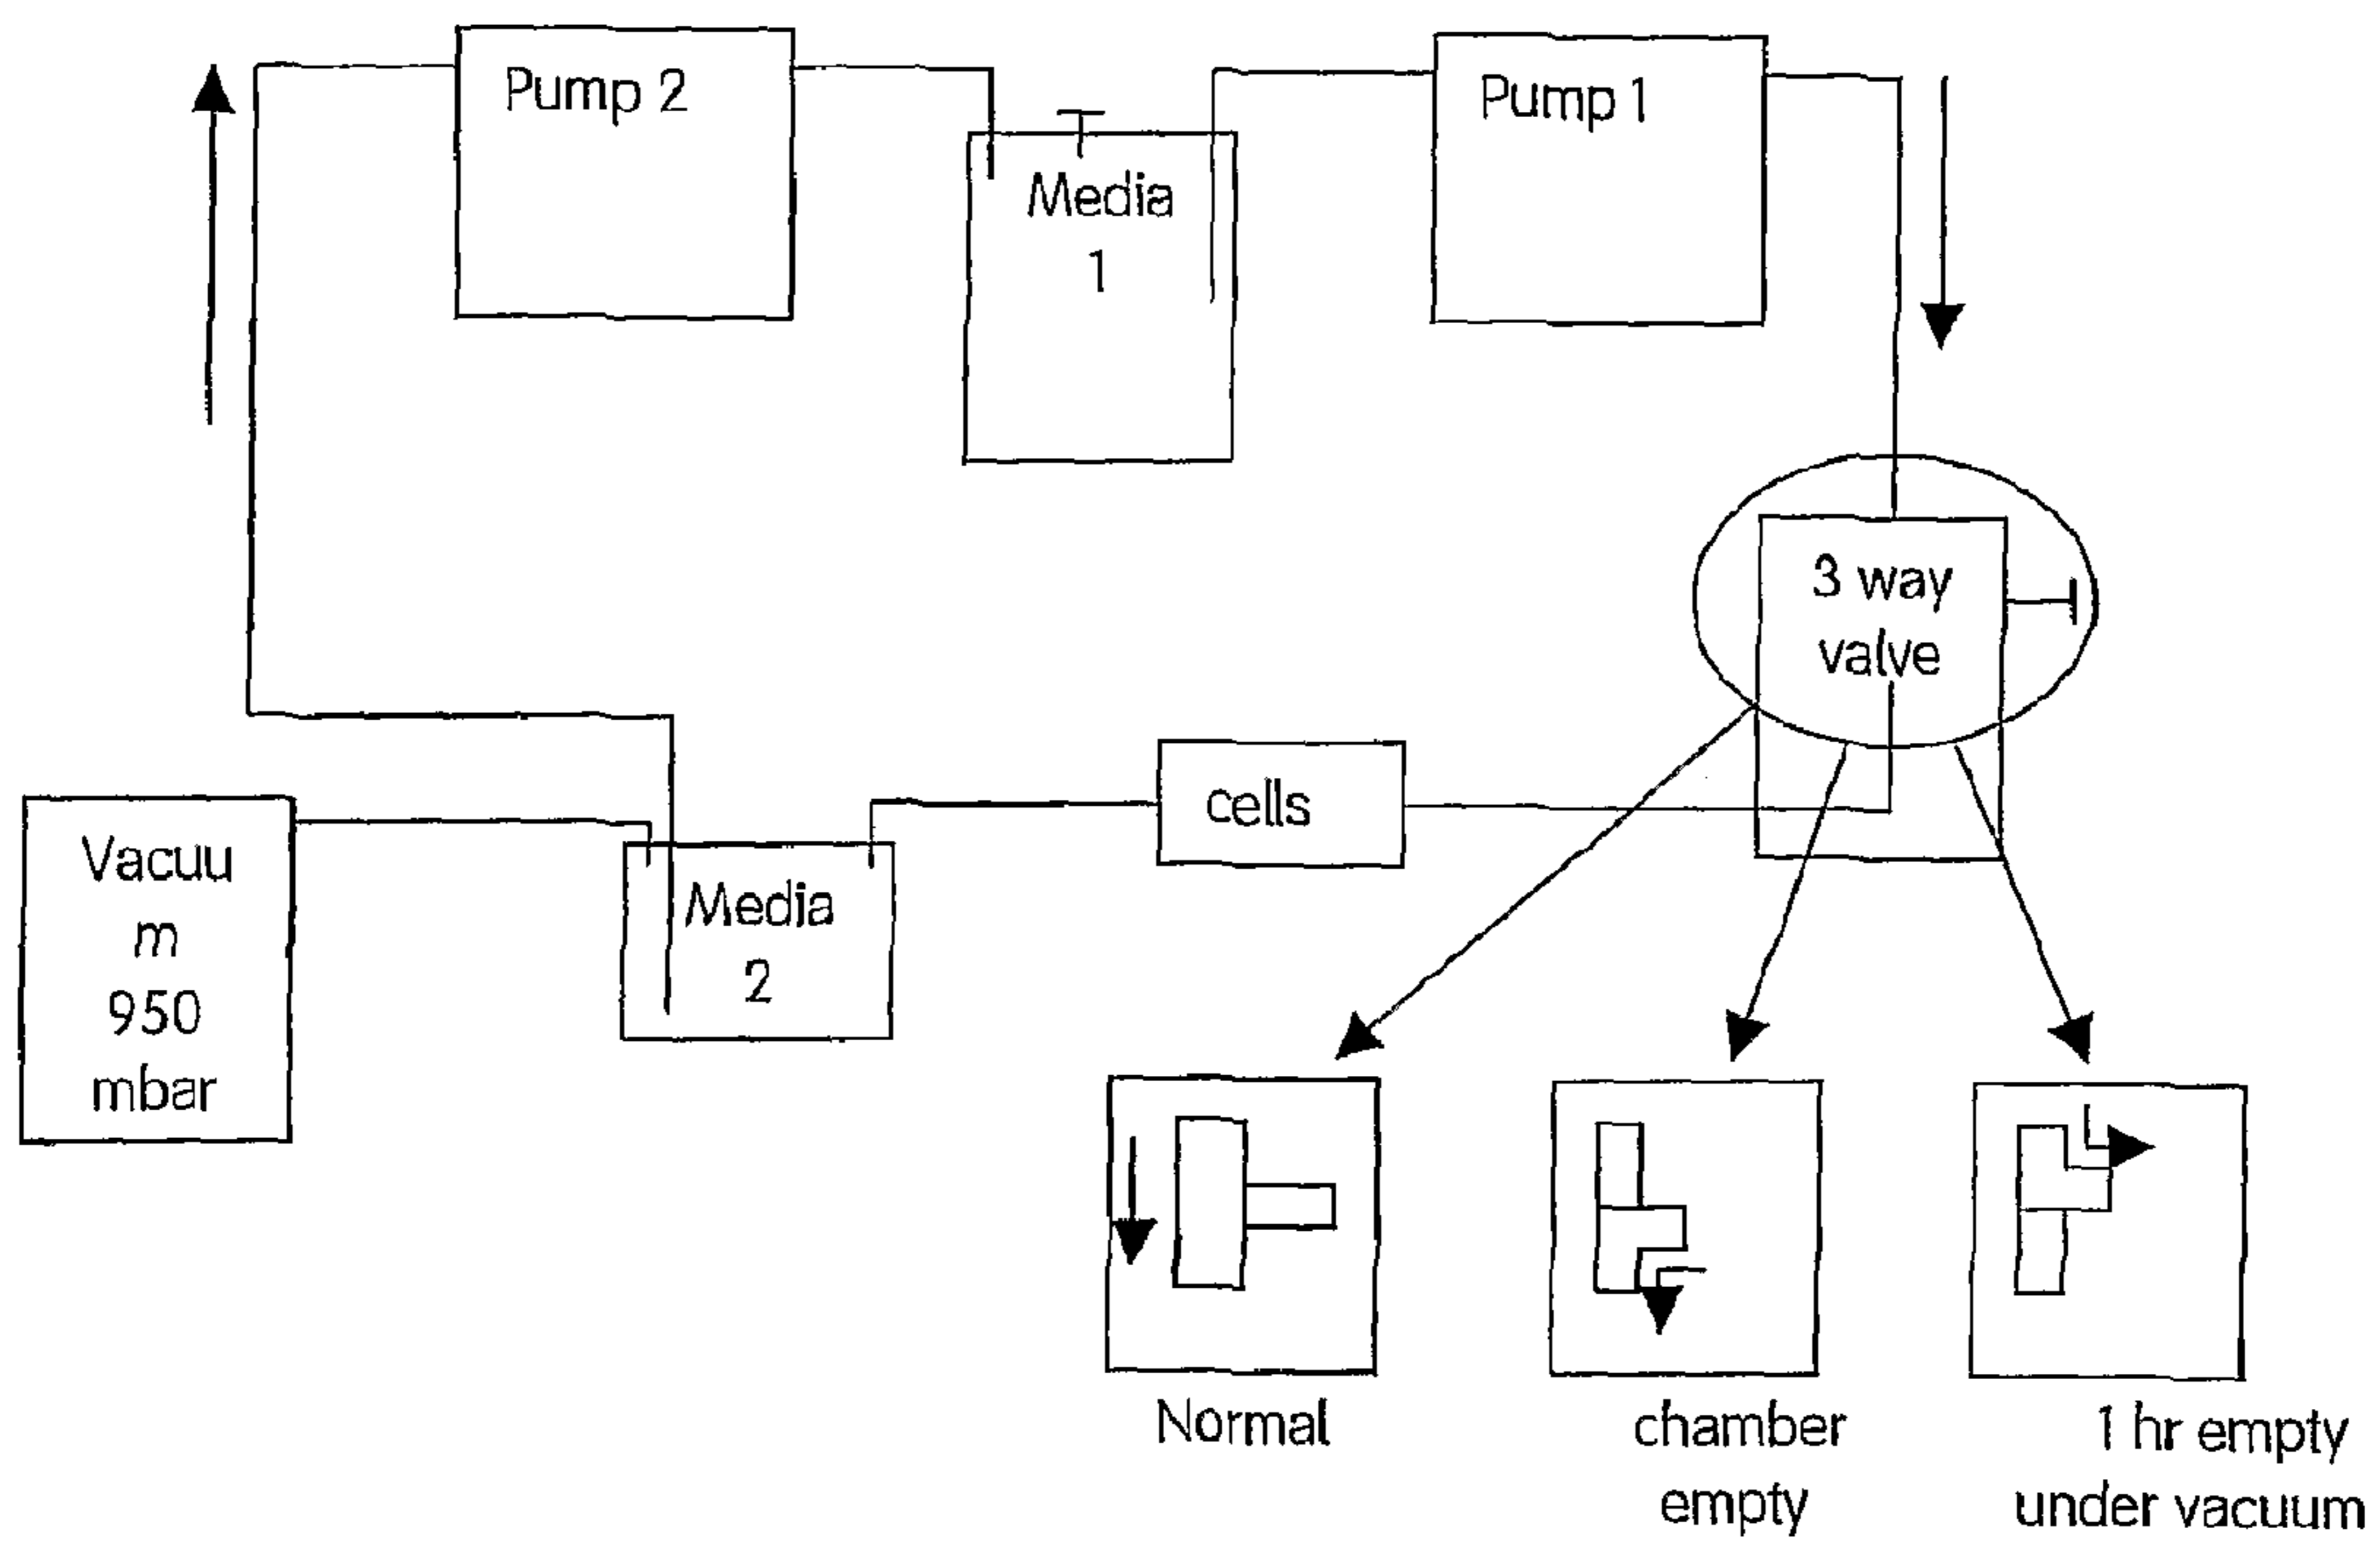 Pump 2
Pump 1
Media
1
3 way
valve
cells
Vacuu
m
950
mbar
Media
2
Normal
chamber
empty
1 hr empty
under vacuum